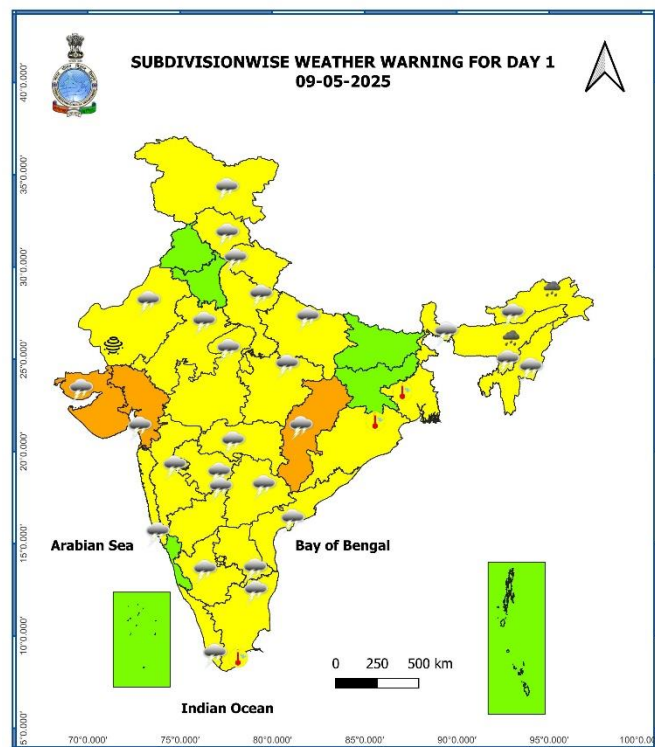 SUBDIVISIONWISE WEATHER WARNING FOR DAY 1
09-05-2025
40°0.000'
35°0.000'
30°0.000'
25°0.000'
20°0.000'
15°0.000'
10°0.000'
5°0.000'
Arabian Sea
Bay of Bengal
0 250 500 km
Indian Ocean
70°0.000' 75°0.000' 80°0.000' 85°0.000' 90°0.000' 95°0.000' 100°0.000'